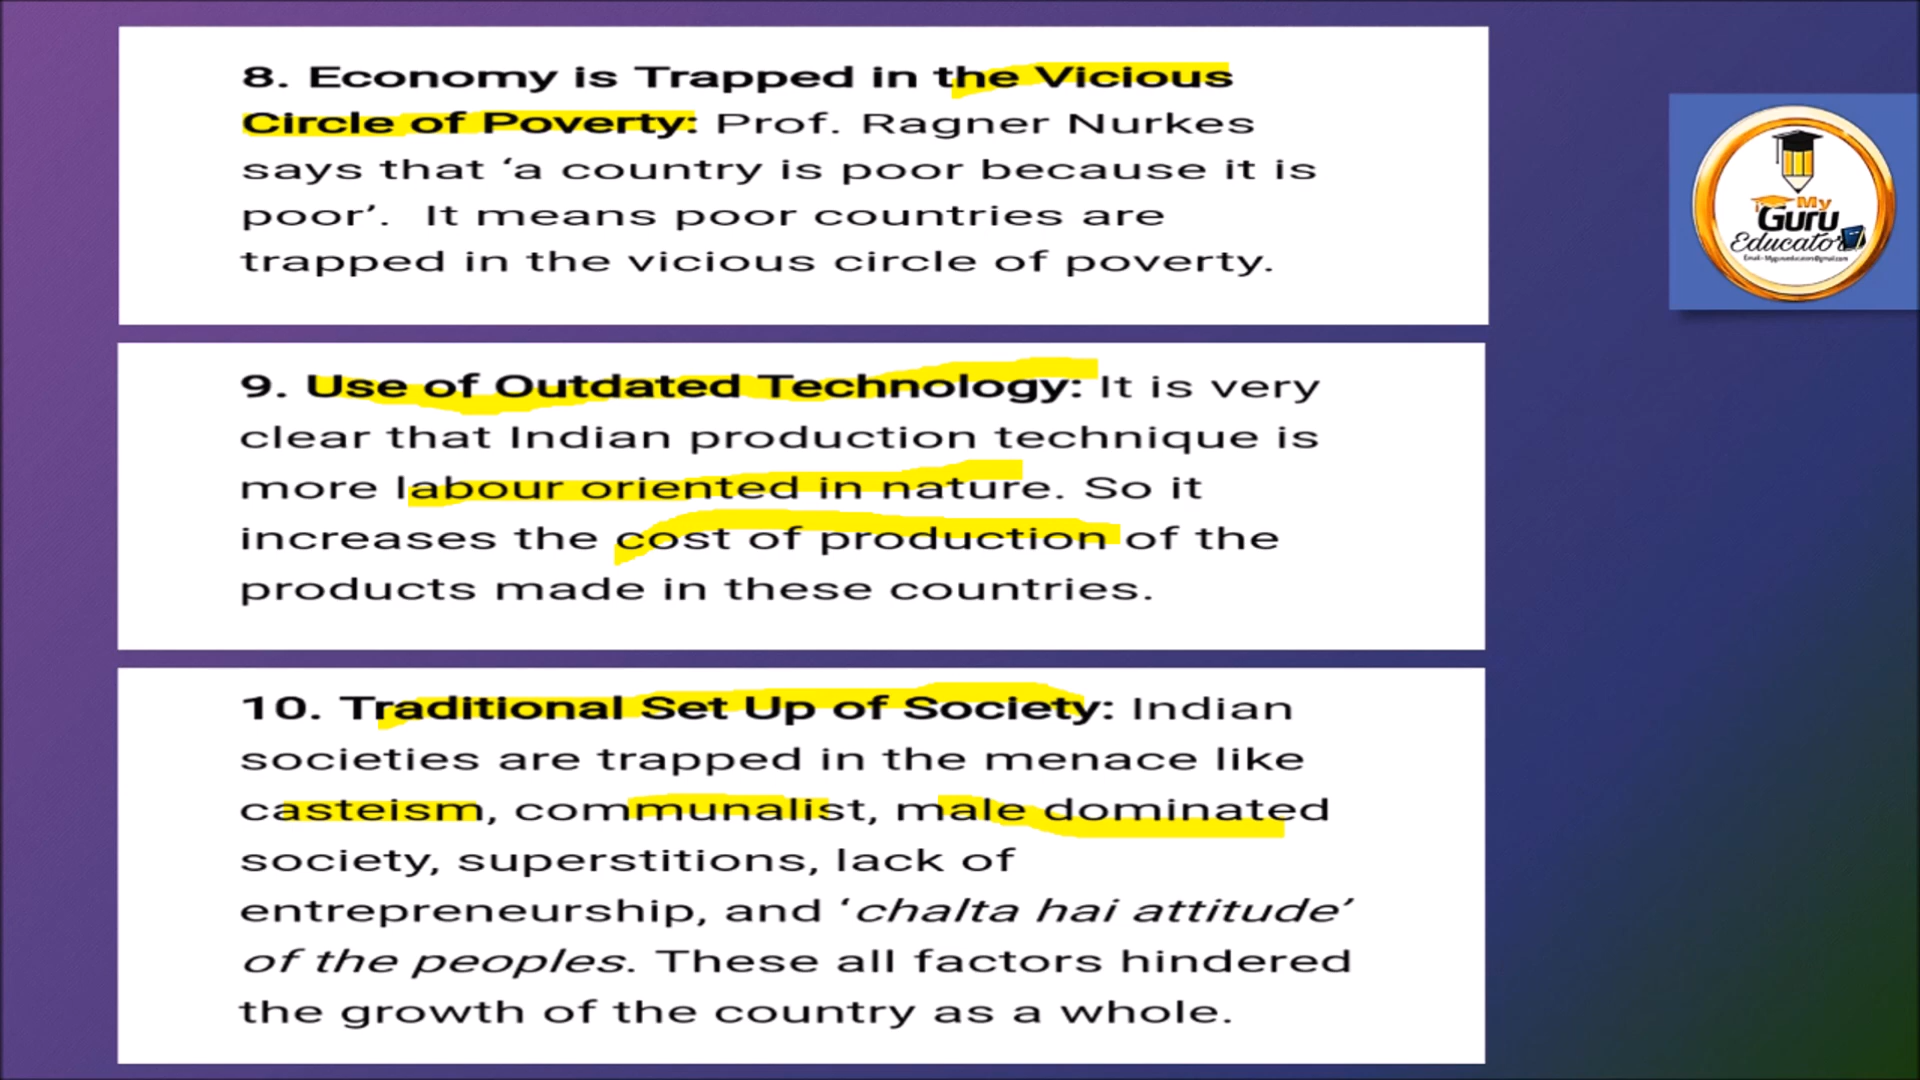 8. Economy is Trapped in the Vicious
Circle of Poverty: Prof. Ragner Nurkes
says that ‘a country is poor because it is
poor’. It means poor countries are
trapped in the vicious circle of poverty.
9. Use of Outdated Technology: It is very
clear that Indian production technique is
more labour oriented in nature. So it
increases the cost of production of the
products made in these countries.
10. Traditional Set Up of Society: Indian
societies are trapped in the menace like
casteism, communalist, male dominated
society, superstitions, lack of
entrepreneurship, and ‘chalta hai attitude’
of the peoples. These all factors hindered
the growth of the country as a whole.
My
Guru
Educator
Email:- Myguueducators@gmail.com